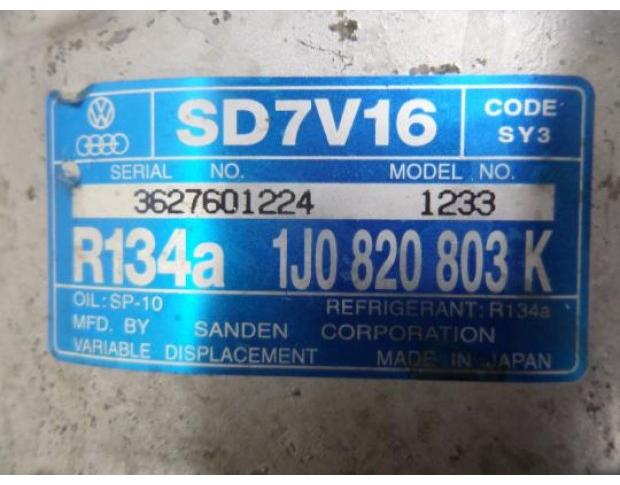 SD7V16
CODE
SY3
SERIAL NO. MODEL NO.
3627601224 1233
R134a 1J0 820 803 K
OIL: SP-10 REFRIGERANT: R134a
MFD. BY SANDEN CORPORATION
VARIABLE DISPLACEMENT MADE IN JAPAN